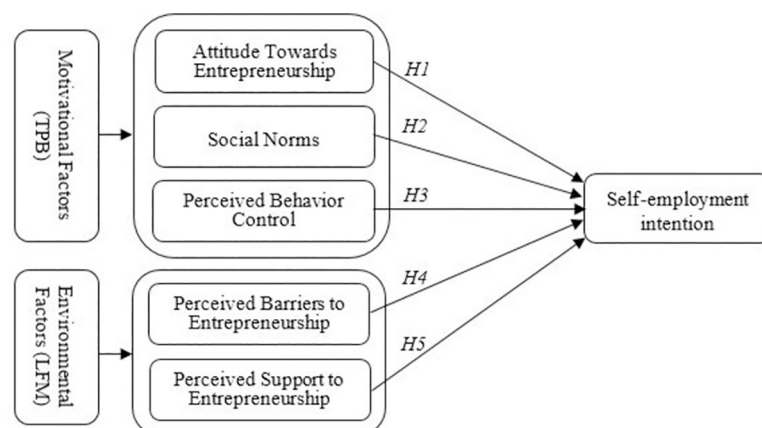 Motivational Factors
(TPB)
Attitude Towards
Entrepreneurship
Social Norms
Perceived Behavior
Control
H1
H2
H3
Self-employment
intention
Environmental
Factors (LFM)
Perceived Barriers to
Entrepreneurship
Perceived Support to
Entrepreneurship
H4
H5